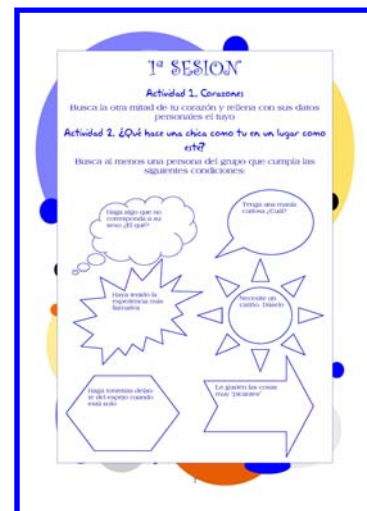 1ª SESION
Actividad 1. Corazones
Busca la otra mitad de tu corazón y rellena con sus datos
personales el tuyo
Actividad 2. ¿Qué hace una chica como tu en un lugar como
este?
Busca al menos una persona del grupo que cumpla las
siguientes condiciones:
Haga algo que no
corresponda a su
sexo ¿El qué?
Tenga una manía
curiosa ¿Cuál?
Haya tenido la
experiencia más
llamativa
Necesite un
cariño. Dáselo
Haga tonterías delan-
te del espejo cuando
está solo
Le gusten las cosas
muy "picantes"